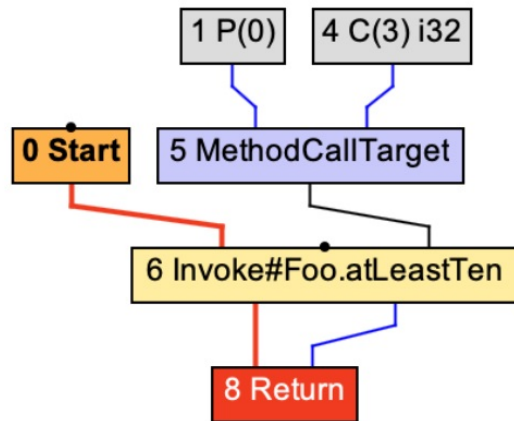 1 P(0)
4 C(3) i32
0 Start
5 MethodCallTarget
6 Invoke#Foo.atLeastTen
8 Return